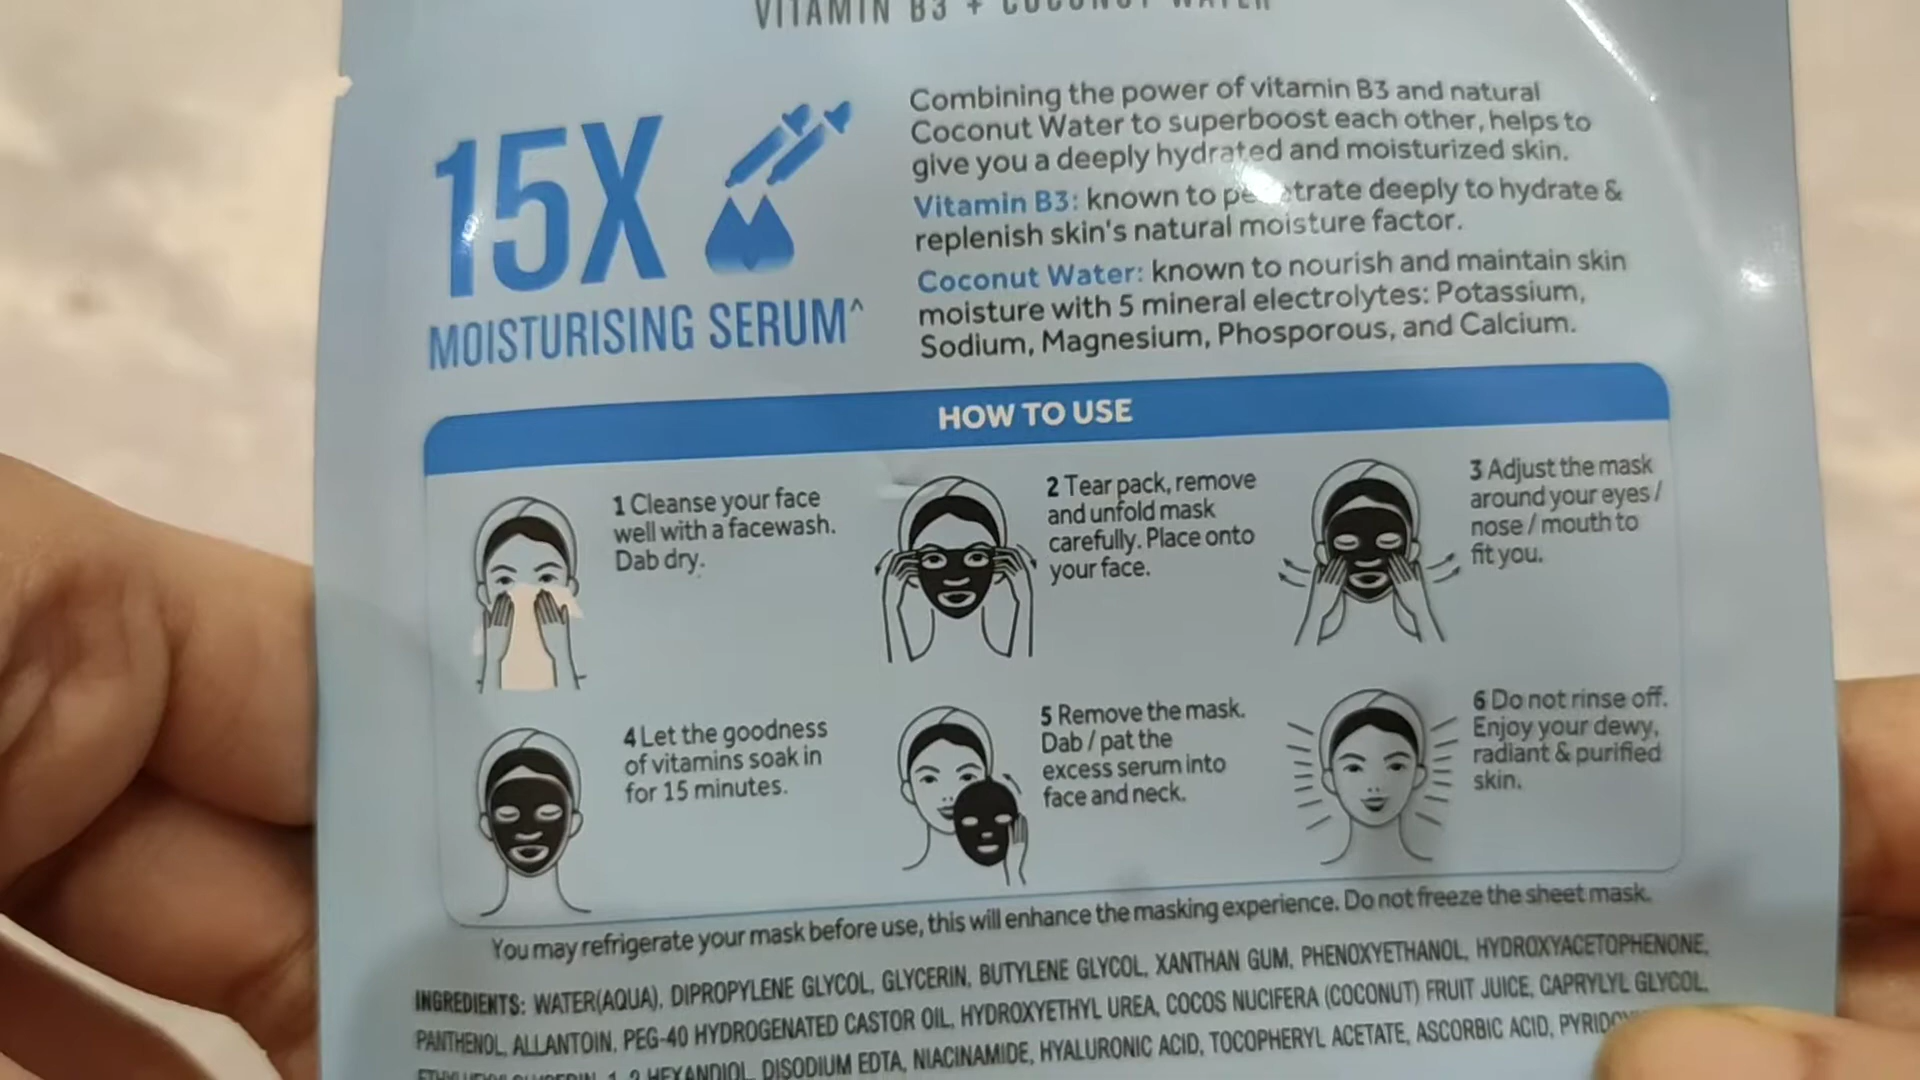 VITAMIN B3 + COCONUT WATER
15X
MOISTURISING SERUM^
Combining the power of vitamin B3 and natural
Coconut Water to superboost each other, helps to
give you a deeply hydrated and moisturized skin.
Vitamin B3: known to penetrate deeply to hydrate &
replenish skin's natural moisture factor.
Coconut Water: known to nourish and maintain skin
moisture with 5 mineral electrolytes: Potassium,
Sodium, Magnesium, Phosporous, and Calcium.
HOW TO USE
1 Cleanse your face
well with a facewash.
Dab dry.
2 Tear pack, remove
and unfold mask
carefully. Place onto
your face.
3 Adjust the mask
around your eyes /
nose / mouth to
fit you.
4 Let the goodness
of vitamins soak in
for 15 minutes.
5 Remove the mask.
Dab / pat the
excess serum into
face and neck.
6 Do not rinse off.
Enjoy your dewy,
radiant & purified
skin.
You may refrigerate your mask before use, this will enhance the masking experience. Do not freeze the sheet mask.
INGREDIENTS: WATER(AQUA), DIPROPYLENE GLYCOL, GLYCERIN, BUTYLENE GLYCOL, XANTHAN GUM, PHENOXYETHANOL, HYDROXYACETOPHENONE,
PANTHENOL, ALLANTOIN, PEG-40 HYDROGENATED CASTOR OIL, HYDROXYETHYL UREA, COCOS NUCIFERA (COCONUT) FRUIT JUICE, CAPRYLYL GLYCOL,
1, 2 HEXANDIOL, DISODIUM EDTA, NIACINAMIDE, HYALURONIC ACID, TOCOPHERYL ACETATE, ASCORBIC ACID,